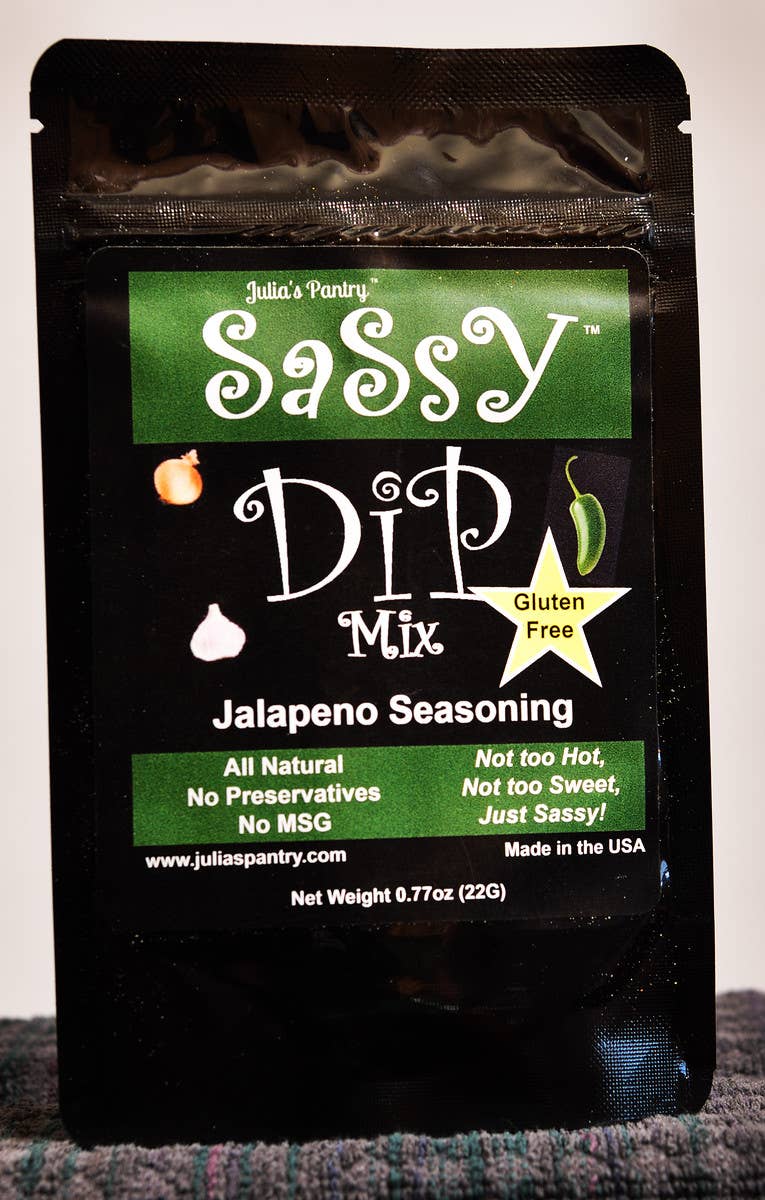 Julia's Pantry™
SaSsY™
DiP
Mix
Gluten
Free
Jalapeno Seasoning
All Natural
No Preservatives
No MSG
Not too Hot,
Not too Sweet,
Just Sassy!
www.juliaspantry.com
Made in the USA
Net Weight 0.77oz (22G)